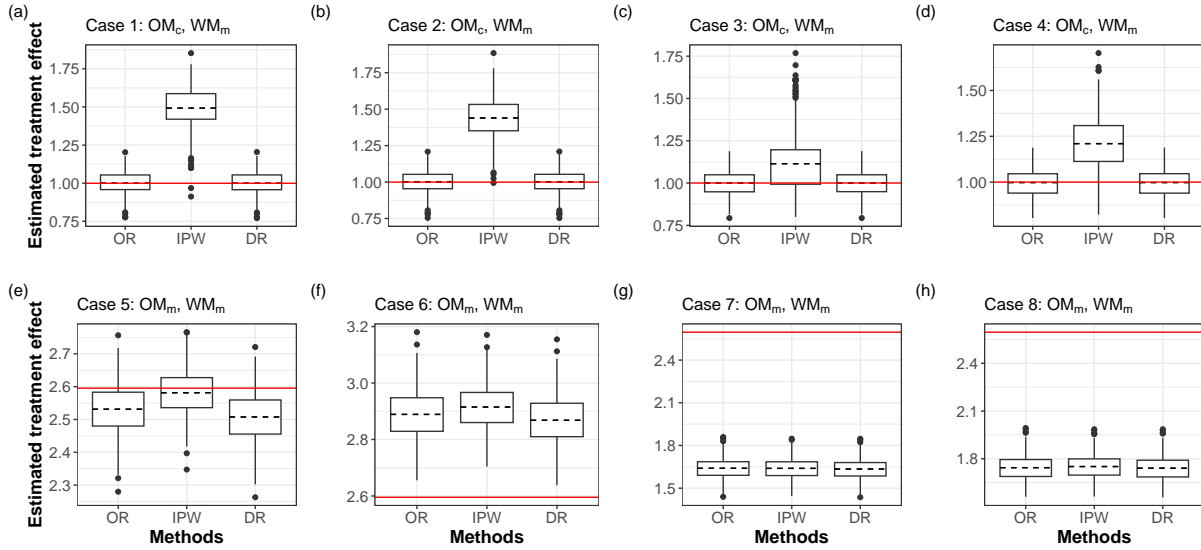 (a)
Case 1: OMc, WMm
Estimated treatment effect
1.75
1.50
1.25
1.00
0.75
OR
IPW
DR
(b)
Case 2: OMc, WMm
1.75
1.50
1.25
1.00
0.75
OR
IPW
DR
(c)
Case 3: OMc, WMm
1.75
1.50
1.25
1.00
0.75
OR
IPW
DR
(d)
Case 4: OMc, WMm
1.50
1.25
1.00
OR
IPW
DR
(e)
Case 5: OMm, WMm
Estimated treatment effect
2.7
2.6
2.5
2.4
2.3
OR
IPW
DR
Methods
(f)
Case 6: OMm, WMm
3.2
3.0
2.8
2.6
OR
IPW
DR
Methods
(g)
Case 7: OMm, WMm
2.4
2.1
1.8
1.5
OR
IPW
DR
Methods
(h)
Case 8: OMm, WMm
2.4
2.1
1.8
OR
IPW
DR
Methods